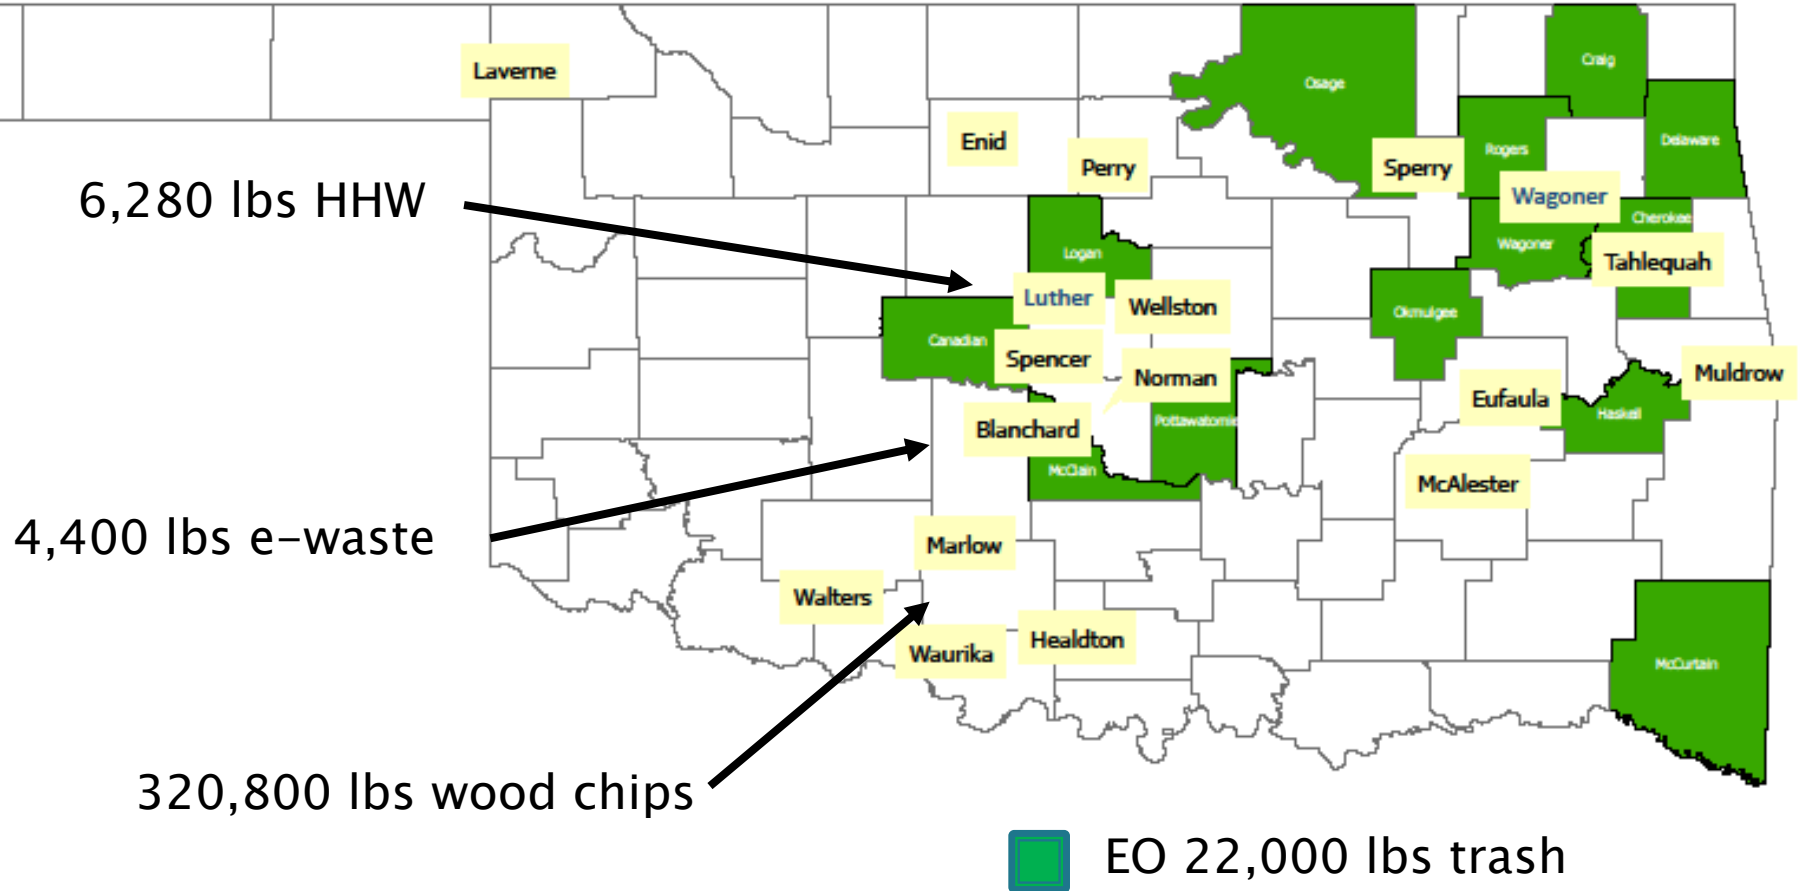 Laverne
Craig
Osage
Enid
Perry
Sperry
Rogers
Delaware
6,280 lbs HHW
Wagoner
Cherokee
Logan
Wagoner
Tahlequah
Luther
Wellston
Okmulgee
Canadian
Spencer
Norman
Muldrow
Eufaula
Haskell
Blanchard
Pottawatomie
McClain
McAlester
4,400 lbs e-waste
Marlow
Walters
Waurika
Healdton
McCurtain
320,800 lbs wood chips
EO 22,000 lbs trash